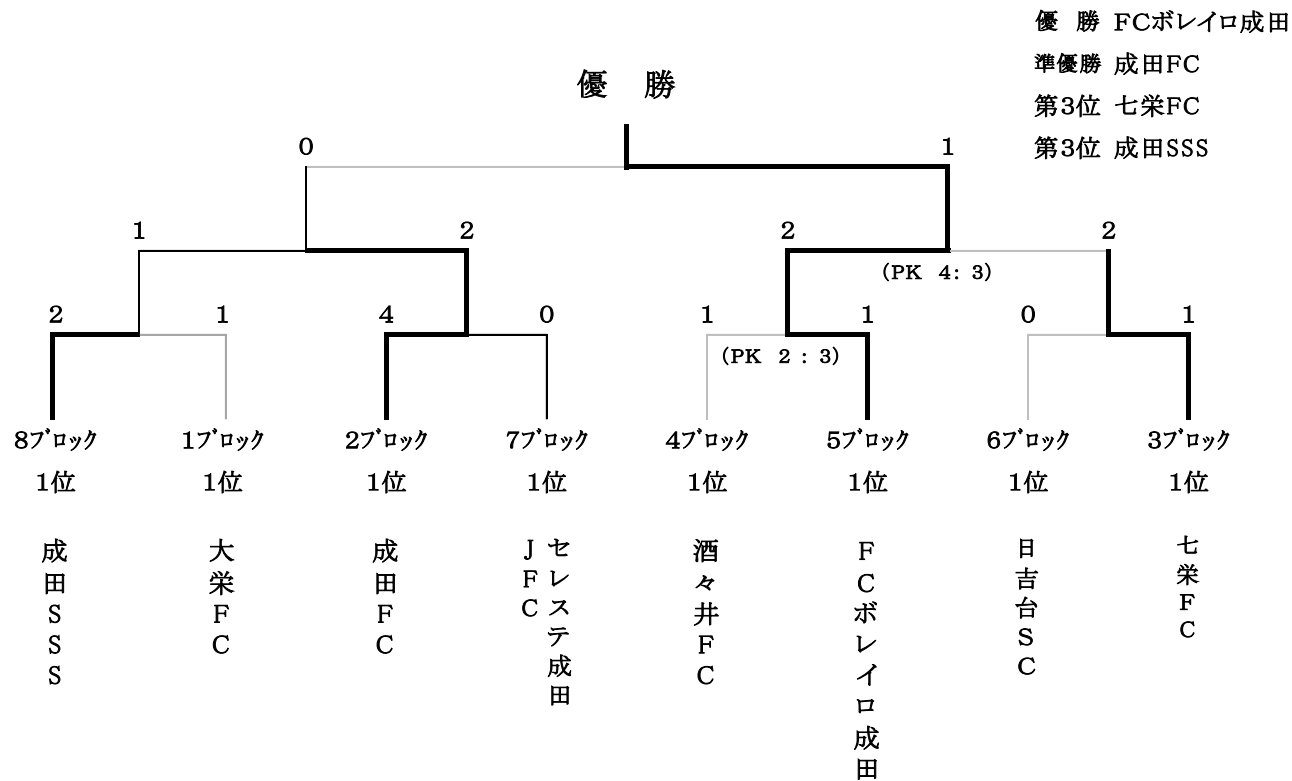 優　勝 FCボレイロ成田
準優勝 成田FC
第3位 七栄FC
第3位 成田SSS
優　勝
0 1
1 2 2 2
(PK 4: 3)
2 1 4 0 1 1 0 1
(PK 2 : 3)
8ﾌﾞﾛｯｸ 1ﾌﾞﾛｯｸ 2ﾌﾞﾛｯｸ 7ﾌﾞﾛｯｸ 4ﾌﾞﾛｯｸ 5ﾌﾞﾛｯｸ 6ﾌﾞﾛｯｸ 3ﾌﾞﾛｯｸ
1位 1位 1位 1位 1位 1位 1位 1位
成田SSS
大栄FC
成田FC
セレステ成田
JFC
酒々井FC
FCボレイロ成田
日吉台SC
七栄FC